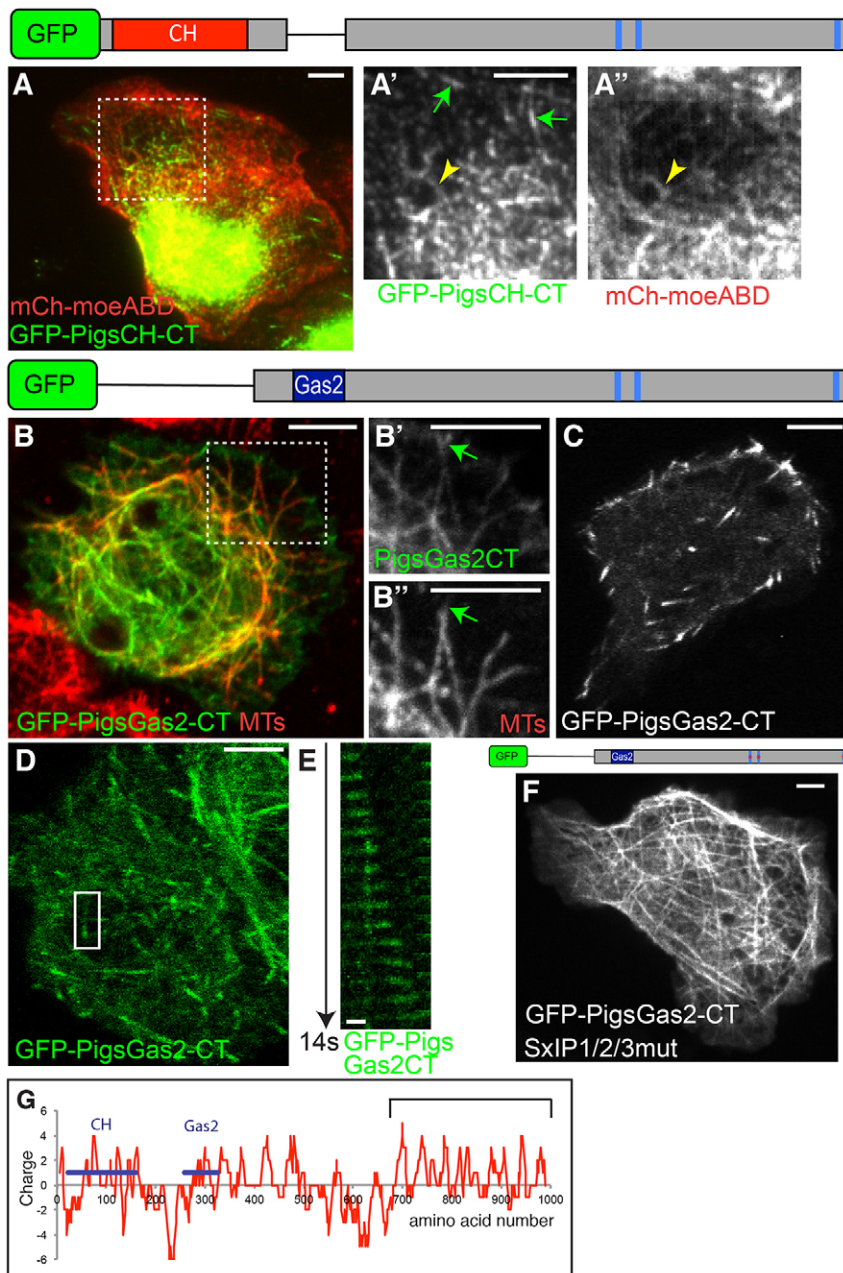 GFP
CH
A
mCh-moeABD
GFP-PigsCH-CT
A'
GFP-PigsCH-CT
A''
mCh-moeABD
GFP
Gas2
B
GFP-PigsGas2-CT MTs
B'
PigsGas2CT
B''
MTs
C
GFP-PigsGas2-CT
D
GFP-PigsGas2-CT
E
14s
GFP-Pigs
Gas2CT
GFP
Gas2
F
GFP-PigsGas2-CT
SxIP1/2/3mut
G
CH
Gas2
Charge
6
4
2
0
-2
-4
-6
0
100
200
300
400
500
600
700
800
900
1000
amino acid number